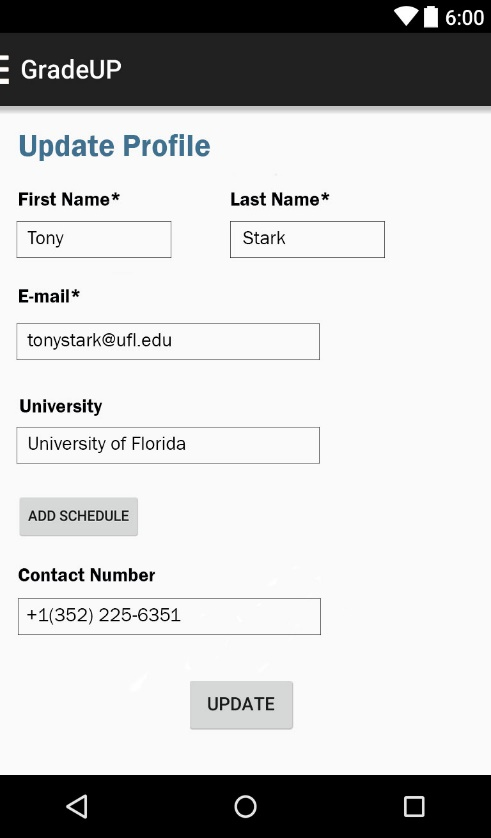 6:00
GradeUP
Update Profile
First Name* Last Name*
Tony Stark
E-mail*
tonystark@ufl.edu
University
University of Florida
ADD SCHEDULE
Contact Number
+1(352) 225-6351
UPDATE